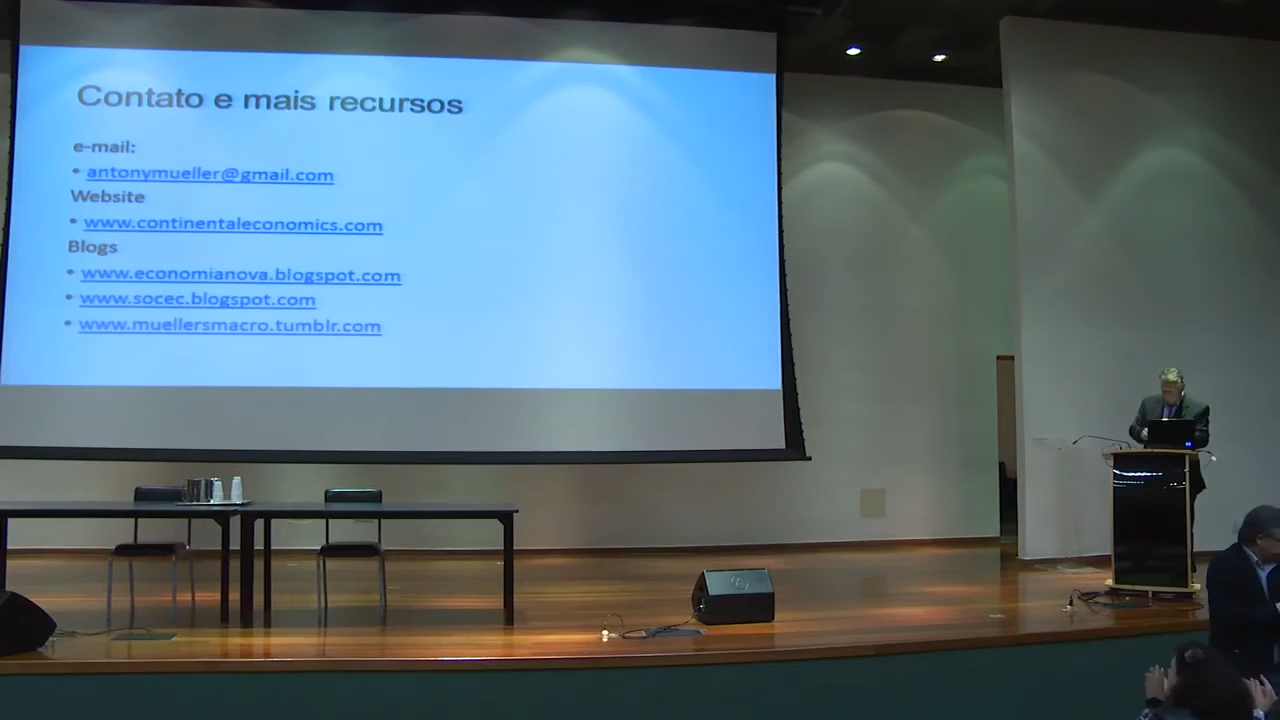 Contato e mais recursos
e-mail:
• antonymueller@gmail.com
Website
• www.continentaleconomics.com
Blogs
• www.economianova.blogspot.com
• www.socec.blogspot.com
• www.muellersmacro.tumblr.com